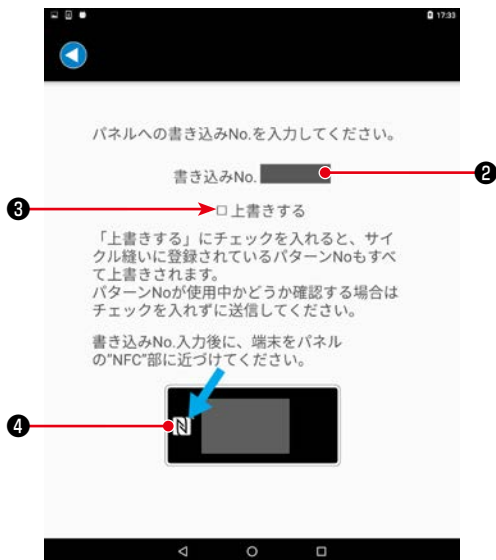 17:33
パネルへの書き込みNo.を入力してください。
書き込みNo.
❷
❸
上書きする
「上書きする」にチェックを入れると、サイ
クル縫いに登録されているパターンNoもすべ
て上書きされます。
パターンNoが使用中かどうか確認する場合は
チェックを入れずに送信してください。
書き込みNo.入力後に、端末をパネル
の"NFC"部に近づけてください。
❹